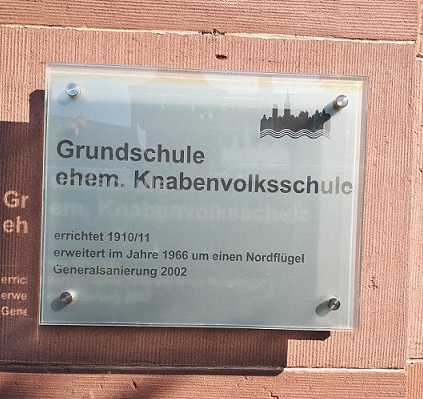 Grundschule
ehem. Knabenvolksschule
errichtet 1910/11
erweitert im Jahre 1966 um einen Nordflügel
Generalsanierung 2002